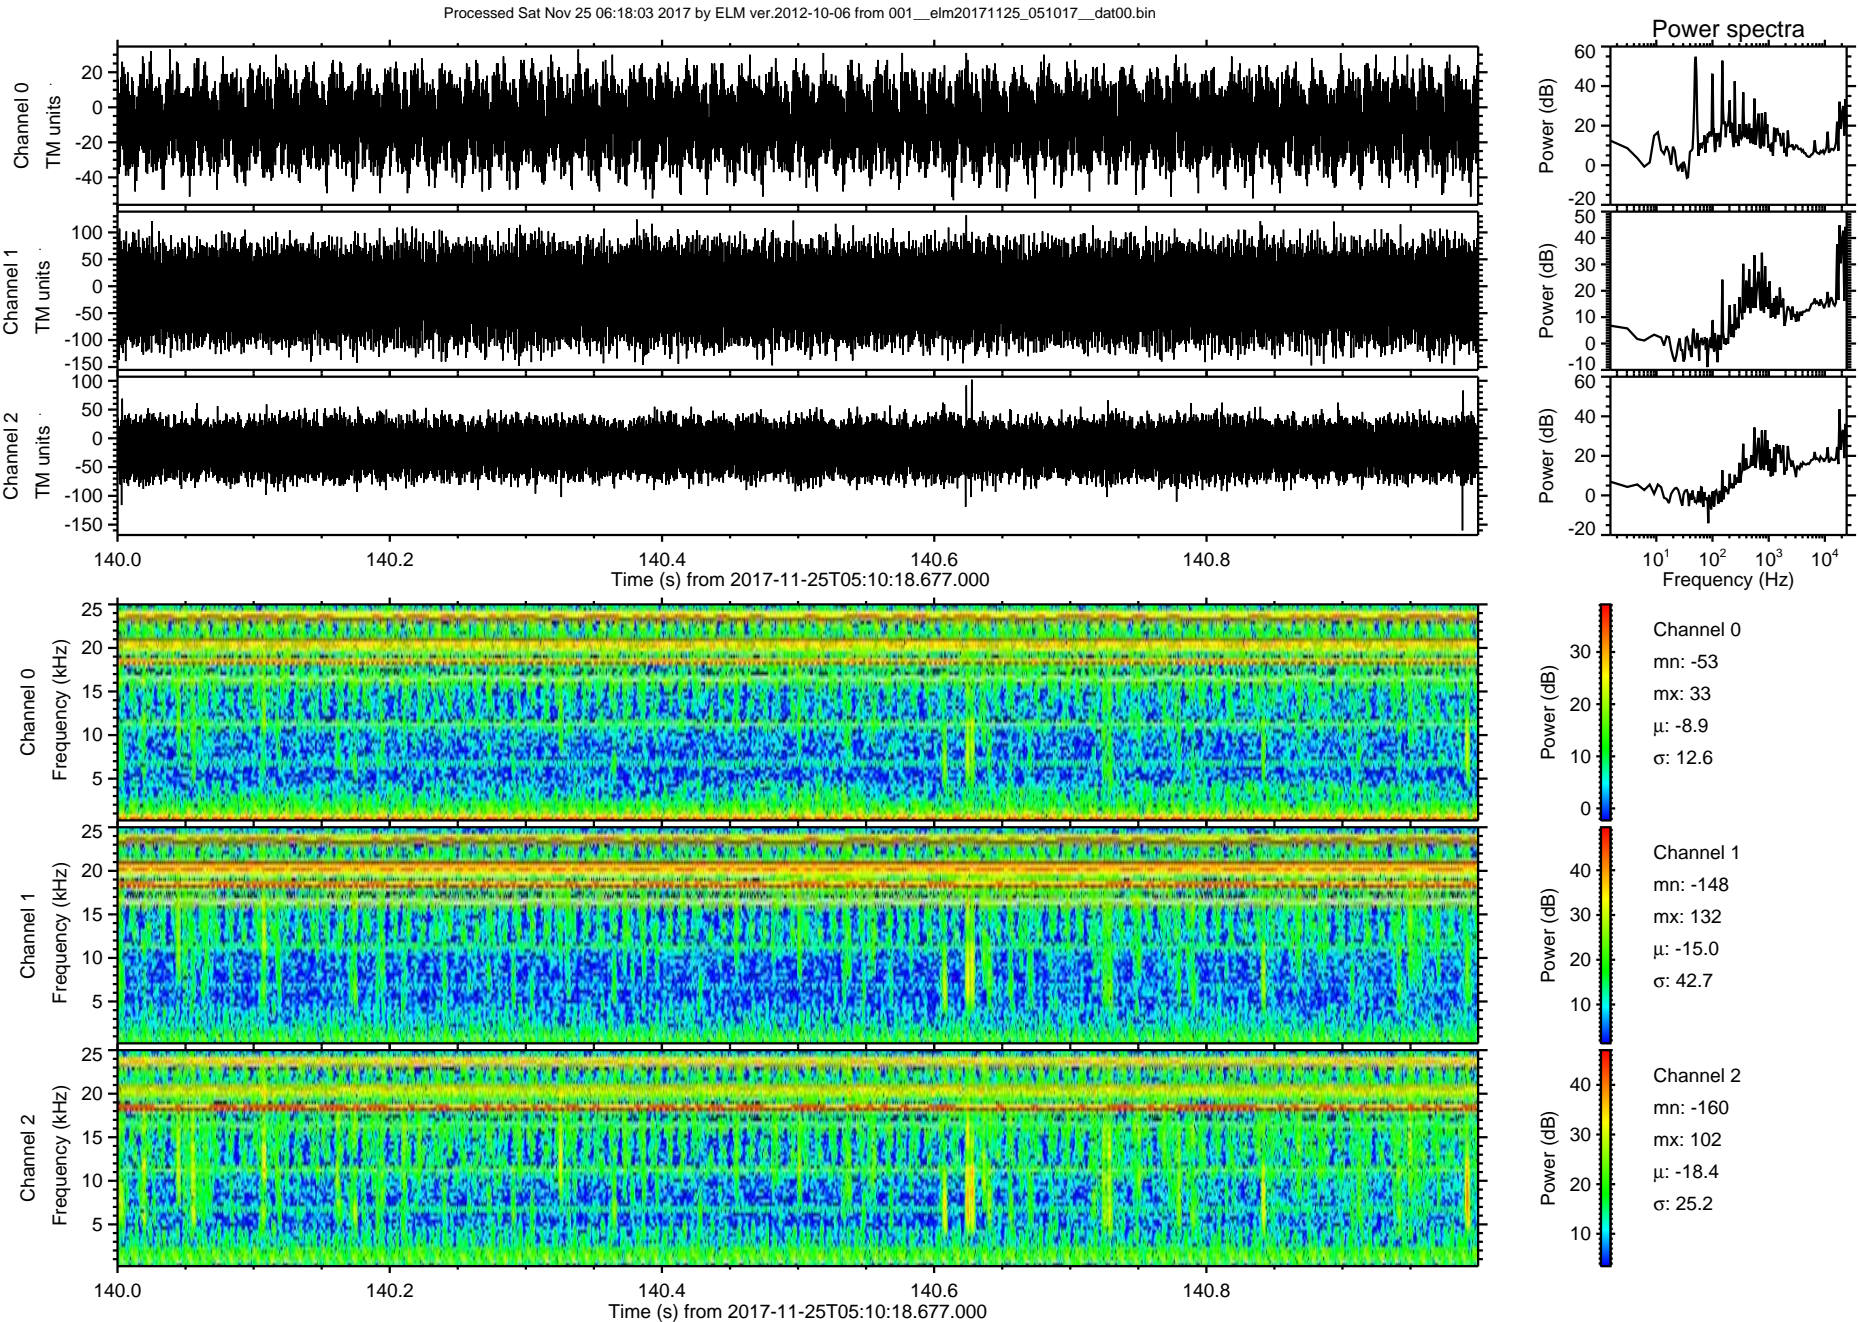 Processed Sat Nov 25 06:18:03 2017 by ELM ver.2012-10-06 from 001__elm20171125_051017__dat00.bin
Power spectra
Channel 0
TM units
20
0
-20
-40
Power (dB)
60
40
20
0
-20
Channel 1
TM units
100
50
0
-50
-100
-150
Power (dB)
50
40
30
20
10
0
-10
Channel 2
TM units
100
50
0
-50
-100
-150
Power (dB)
60
40
20
0
-20
140.0 140.2 140.4 140.6 140.8
Time (s) from 2017-11-25T05:10:18.677.000
10¹ 10² 10³ 10⁴
Frequency (Hz)
Channel 0
Frequency (kHz)
25
20
15
10
5
Power (dB)
30
20
10
0
Channel 0
mn: -53
mx: 33
μ: -8.9
σ: 12.6
Channel 1
Frequency (kHz)
25
20
15
10
5
Power (dB)
40
30
20
10
Channel 1
mn: -148
mx: 132
μ: -15.0
σ: 42.7
Channel 2
Frequency (kHz)
25
20
15
10
5
Power (dB)
40
30
20
10
Channel 2
mn: -160
mx: 102
μ: -18.4
σ: 25.2
140.0 140.2 140.4 140.6 140.8
Time (s) from 2017-11-25T05:10:18.677.000